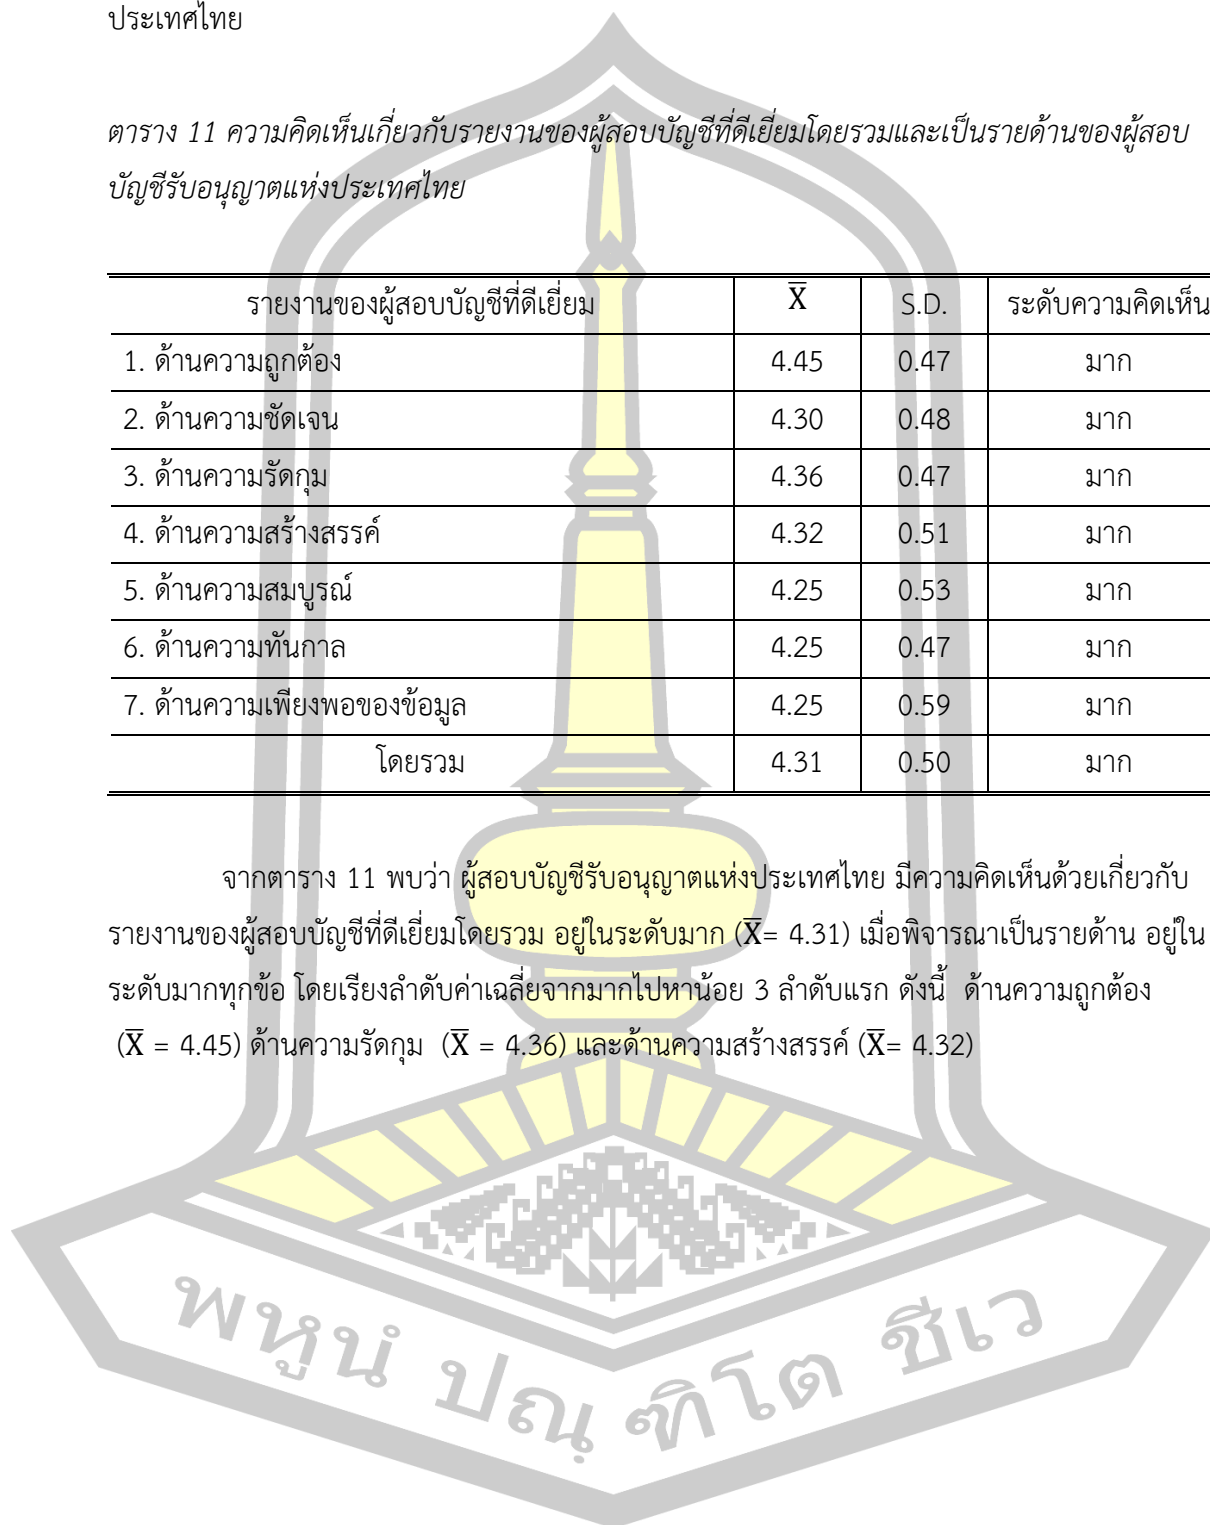 ประเทศไทย
ตาราง 11 ความคิดเห็นเกี่ยวกับรายงานของผู้สอบบัญชีที่ดีเยี่ยมโดยรวมและเป็นรายด้านของผู้สอบ
บัญชีรับอนุญาตแห่งประเทศไทย
รายงานของผู้สอบบัญชีที่ดีเยี่ยม X̅ S.D. ระดับความคิดเห็น
1. ด้านความถูกต้อง 4.45 0.47 มาก
2. ด้านความชัดเจน 4.30 0.48 มาก
3. ด้านความรัดกุม 4.36 0.47 มาก
4. ด้านความสร้างสรรค์ 4.32 0.51 มาก
5. ด้านความสมบูรณ์ 4.25 0.53 มาก
6. ด้านความทันกาล 4.25 0.47 มาก
7. ด้านความเพียงพอของข้อมูล 4.25 0.59 มาก
โดยรวม 4.31 0.50 มาก
จากตาราง 11 พบว่า ผู้สอบบัญชีรับอนุญาตแห่งประเทศไทย มีความคิดเห็นด้วยเกี่ยวกับ
รายงานของผู้สอบบัญชีที่ดีเยี่ยมโดยรวม อยู่ในระดับมาก (X̅= 4.31) เมื่อพิจารณาเป็นรายด้าน อยู่ใน
ระดับมากทุกข้อ โดยเรียงลำดับค่าเฉลี่ยจากมากไปหาน้อย 3 ลำดับแรก ดังนี้ ด้านความถูกต้อง
(X̅ = 4.45) ด้านความรัดกุม (X̅ = 4.36) และด้านความสร้างสรรค์ (X̅= 4.32)
พหูนํ ปณฺ ฑิโต ชีเว